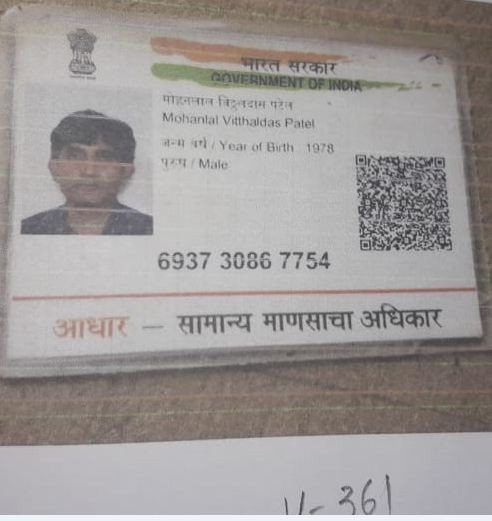 भारत सरकार
GOVERNMENT OF INDIA
मोहनलाल विठ्ठलदास पटेल
Mohanlal Vitthaldas Patel
जन्म वर्ष / Year of Birth : 1978
पुरुष / Male
6937 3086 7754
आधार — सामान्य माणसाचा अधिकार
V- 361